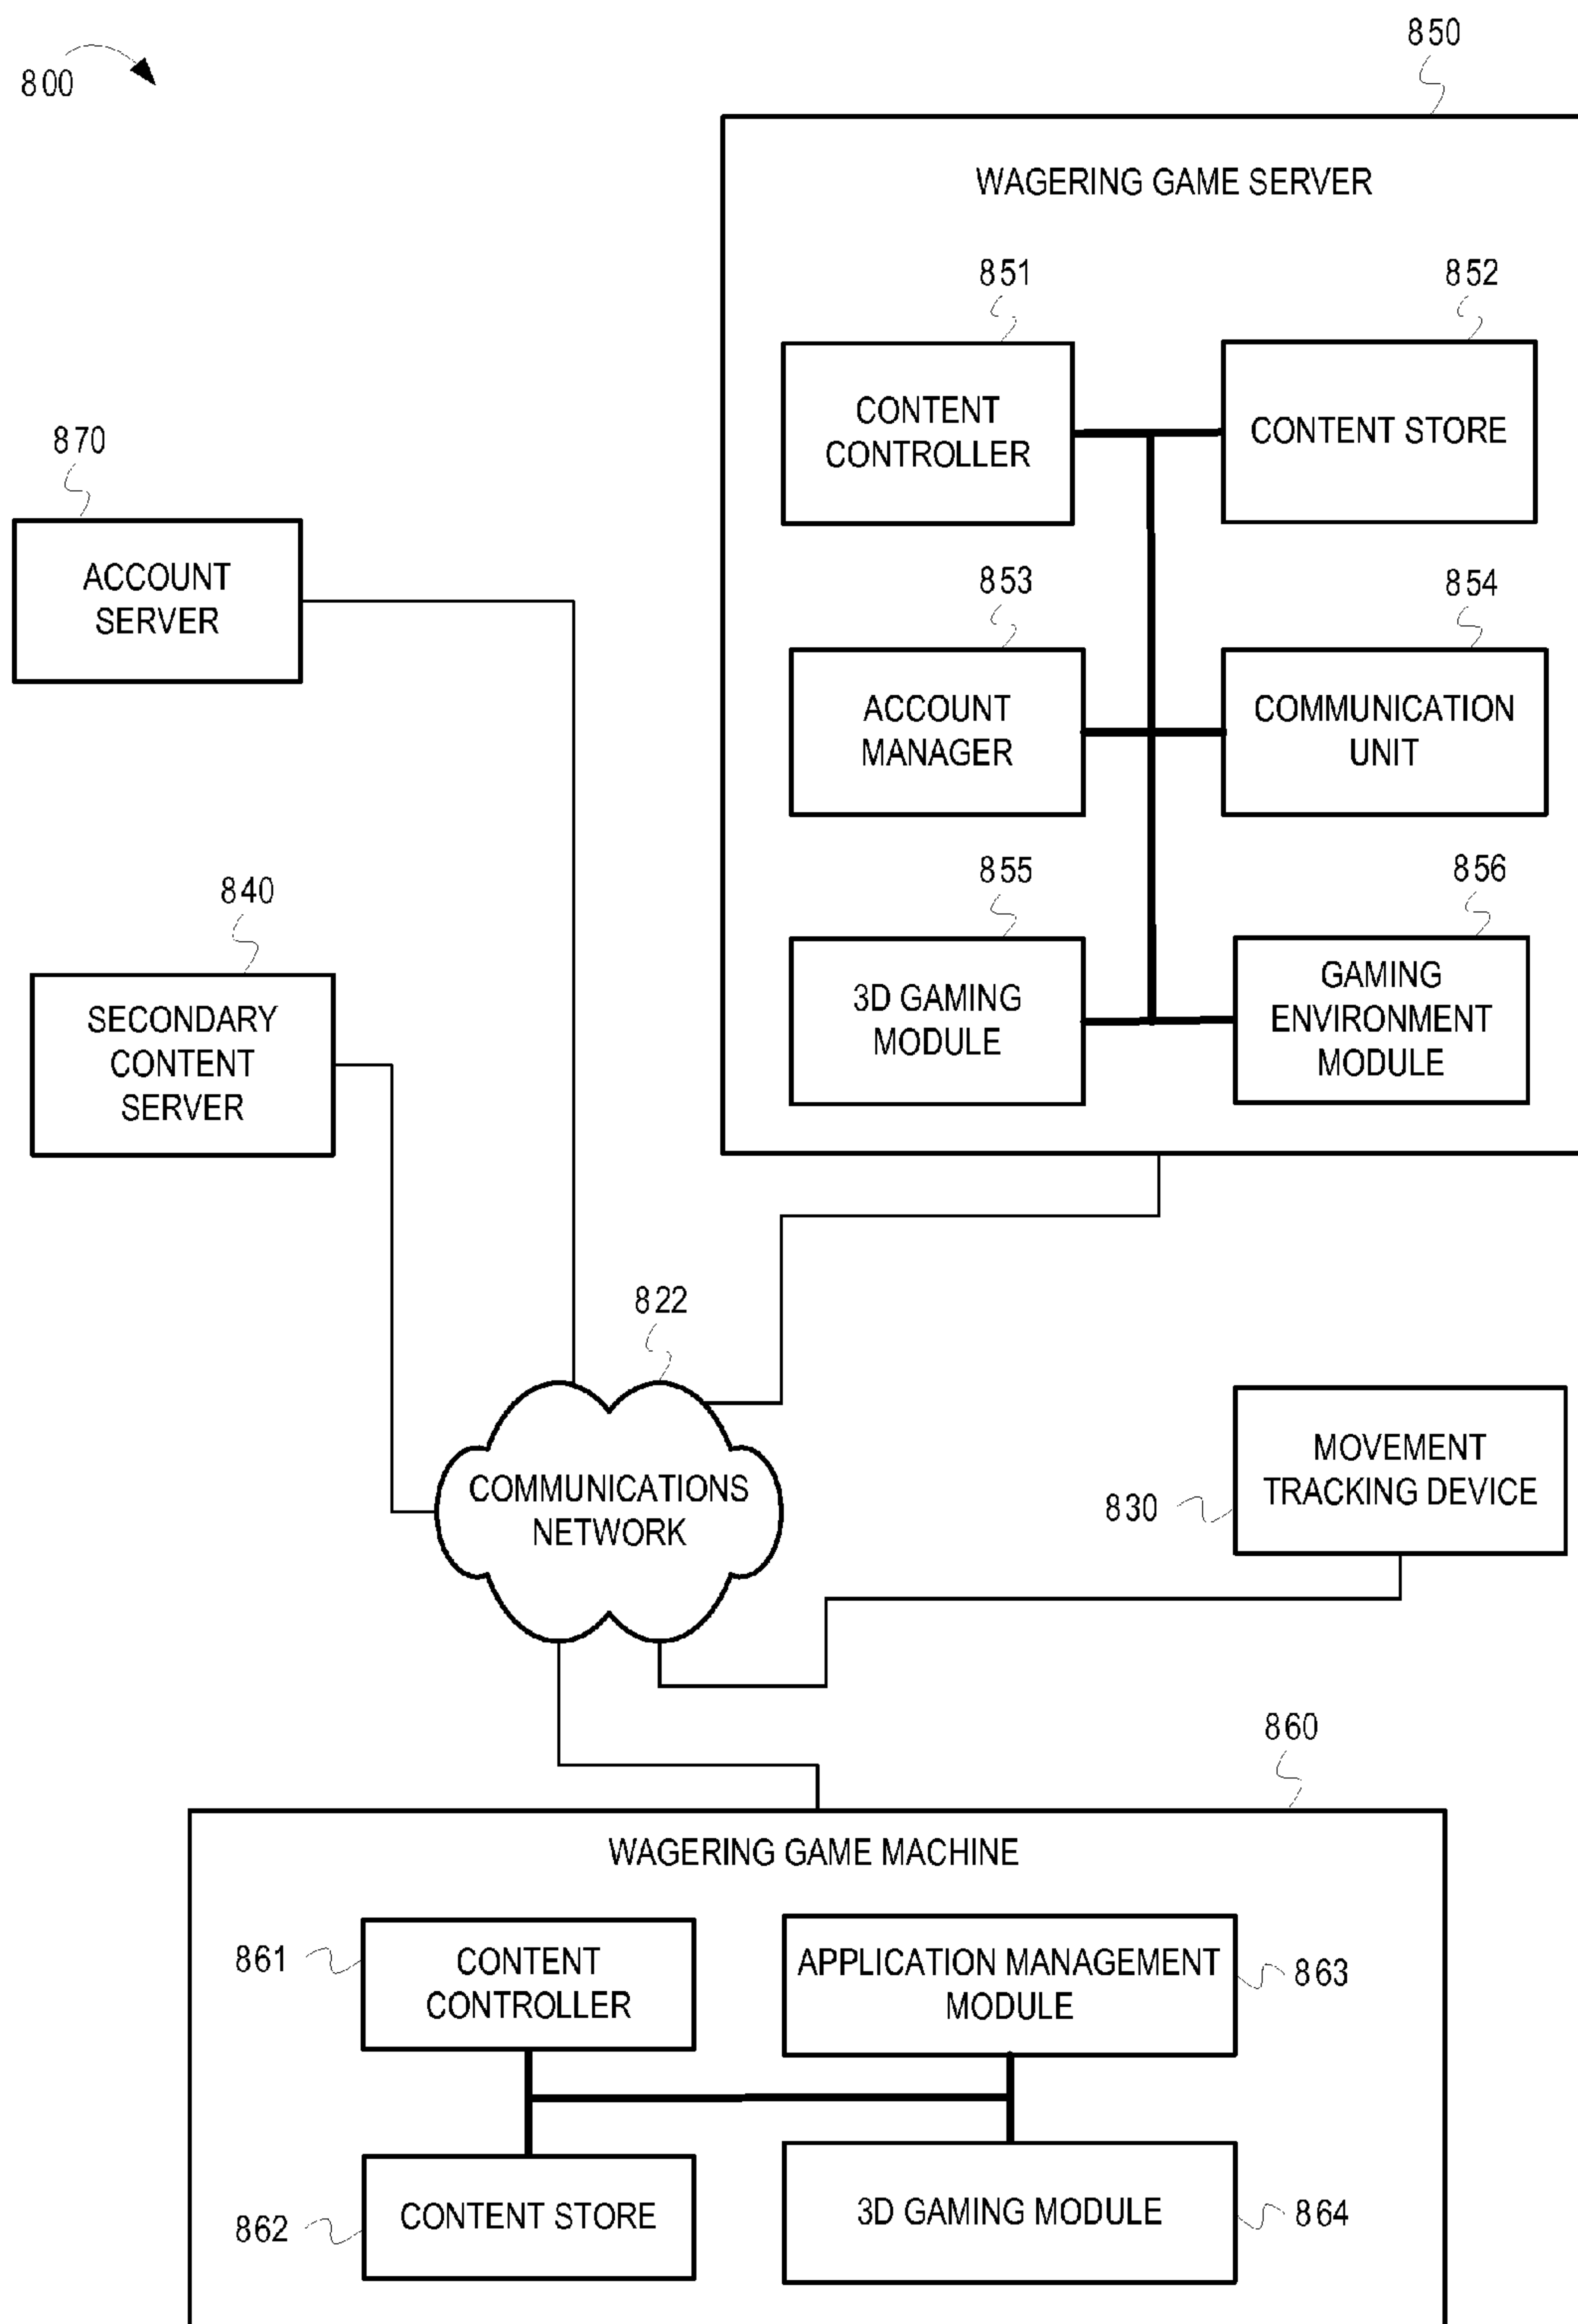 800
850
WAGERING GAME SERVER
851
852
CONTENT
CONTROLLER
CONTENT STORE
870
ACCOUNT
SERVER
853
854
ACCOUNT
MANAGER
COMMUNICATION
UNIT
840
SECONDARY
CONTENT
SERVER
855
856
3D GAMING
MODULE
GAMING
ENVIRONMENT
MODULE
822
COMMUNICATIONS
NETWORK
MOVEMENT
TRACKING DEVICE
830
860
WAGERING GAME MACHINE
861
CONTENT
CONTROLLER
APPLICATION MANAGEMENT
MODULE
863
862
CONTENT STORE
3D GAMING MODULE
864